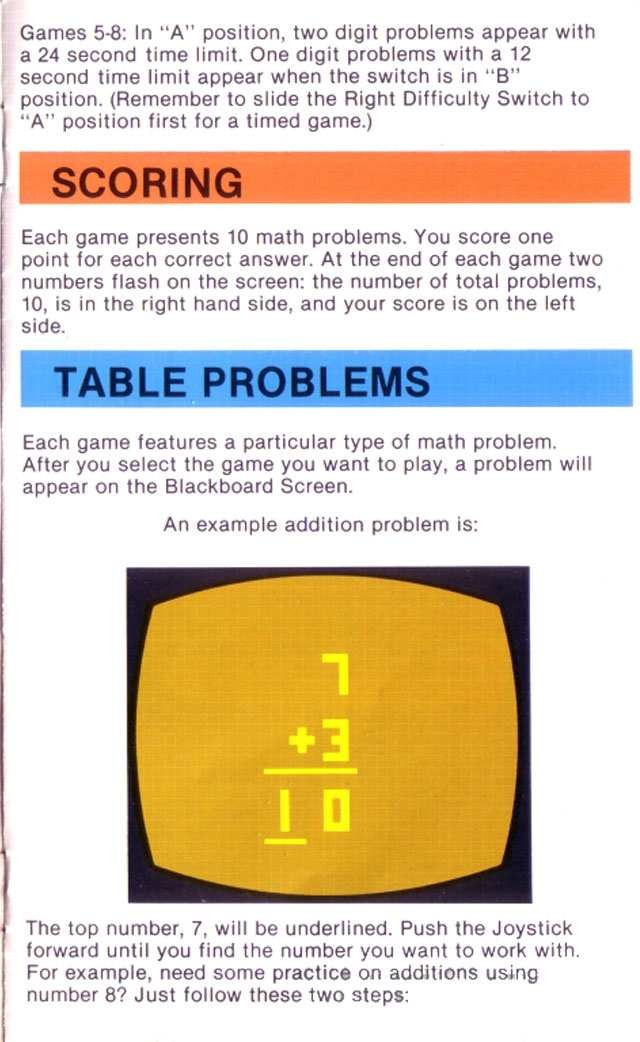 Games 5-8: In "A" position, two digit problems appear with
a 24 second time limit. One digit problems with a 12
second time limit appear when the switch is in "B"
position. (Remember to slide the Right Difficulty Switch to
"A" position first for a timed game.)
SCORING
Each game presents 10 math problems. You score one
point for each correct answer. At the end of each game two
numbers flash on the screen: the number of total problems,
10, is in the right hand side, and your score is on the left
side.
TABLE PROBLEMS
Each game features a particular type of math problem.
After you select the game you want to play, a problem will
appear on the Blackboard Screen.
An example addition problem is:
7
+3
10
The top number, 7, will be underlined. Push the Joystick
forward until you find the number you want to work with.
For example, need some practice on additions using
number 8? Just follow these two steps: